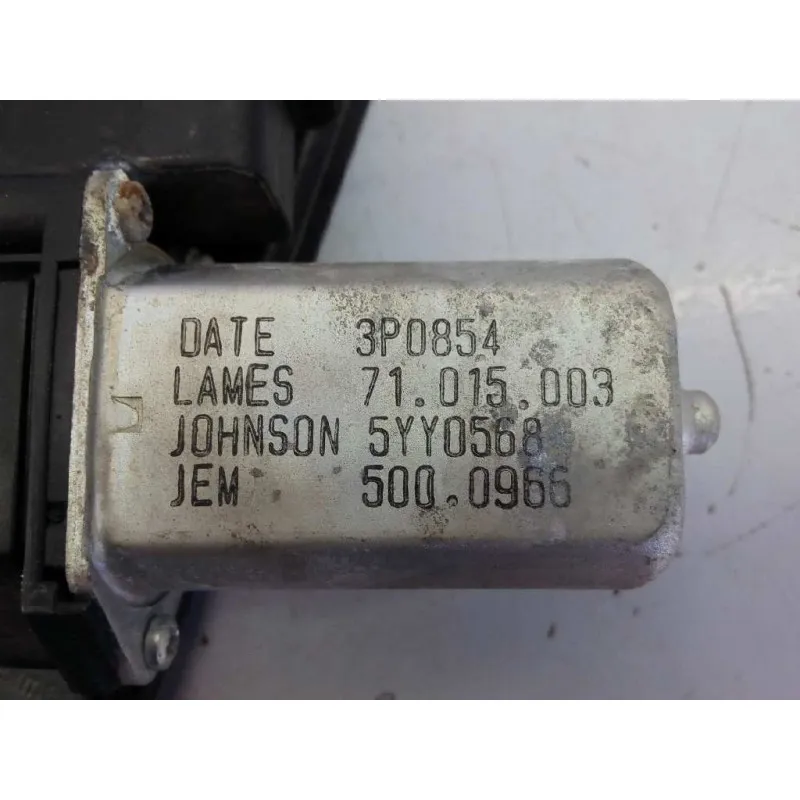 DATE 3P0854
LAMES 71.015.003
JOHNSON 5YY0568
JEM 500.0966